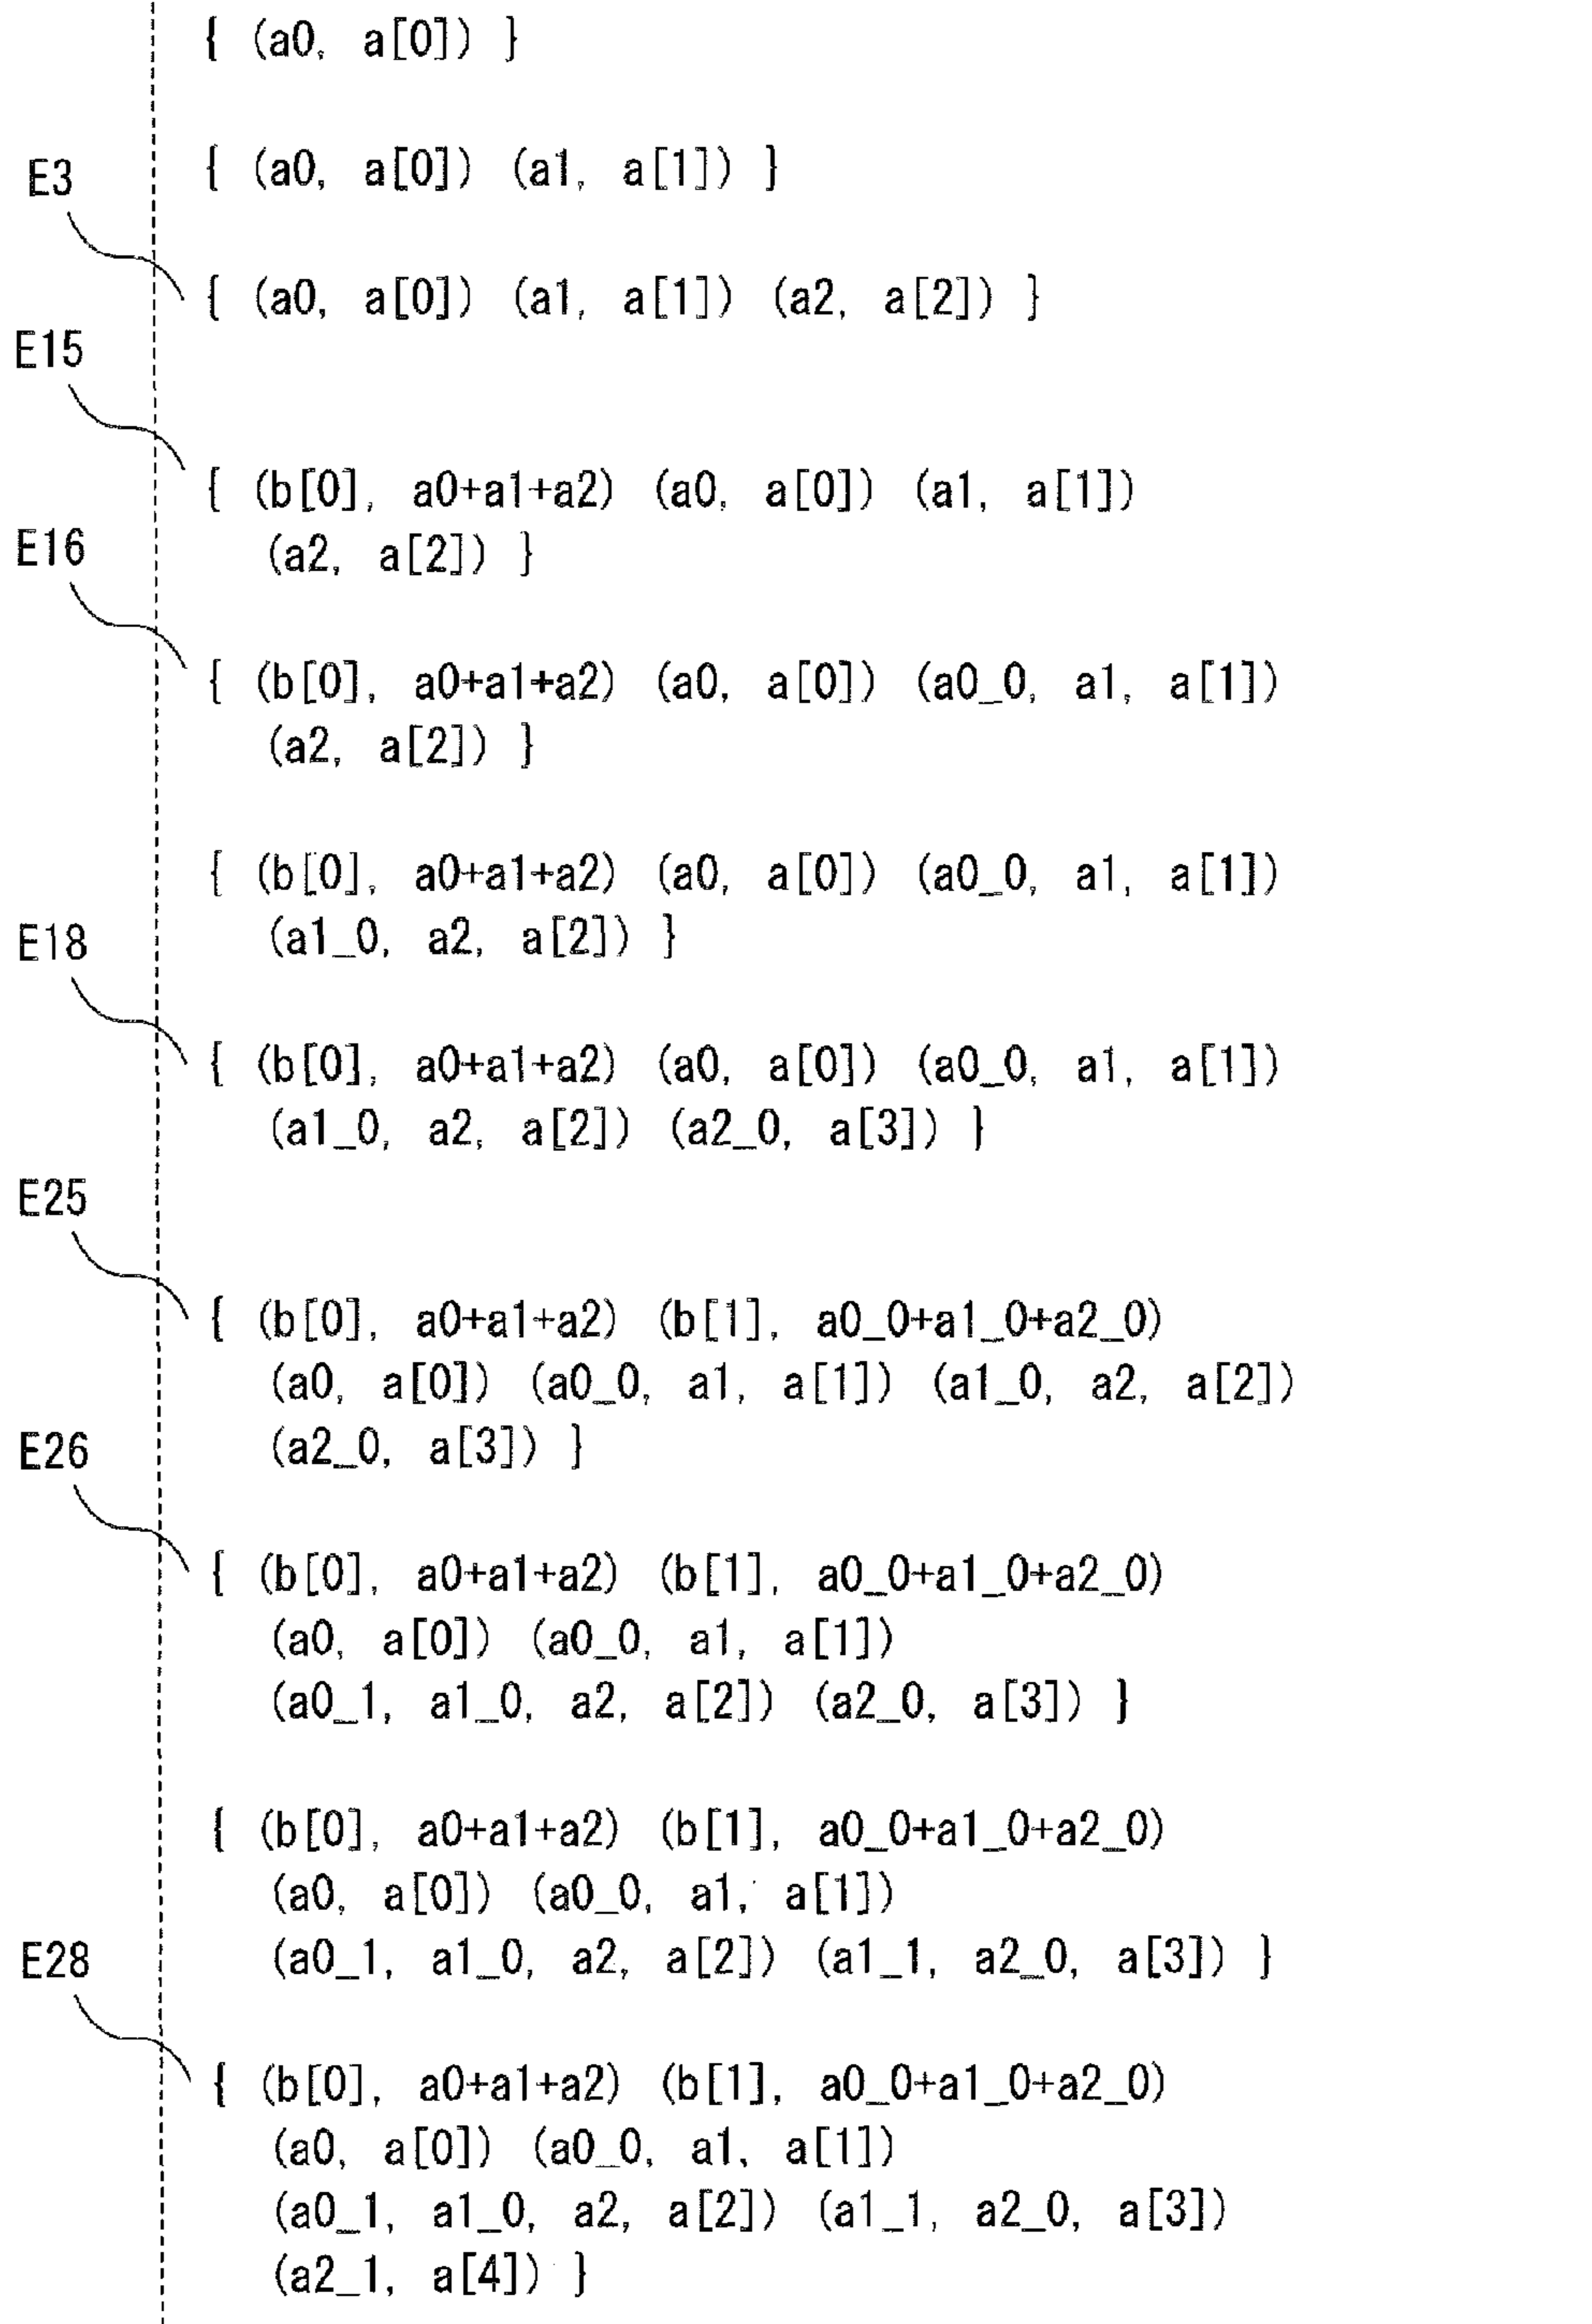 { (a0, a[0]) }
E3
{ (a0, a[0]) (a1, a[1]) }
{ (a0, a[0]) (a1, a[1]) (a2, a[2]) }
E15
{ (b[0], a0+a1+a2) (a0, a[0]) (a1, a[1])
(a2, a[2]) }
E16
{ (b[0], a0+a1+a2) (a0, a[0]) (a0_0, a1, a[1])
(a2, a[2]) }
{ (b[0], a0+a1+a2) (a0, a[0]) (a0_0, a1, a[1])
(a1_0, a2, a[2]) }
E18
{ (b[0], a0+a1+a2) (a0, a[0]) (a0_0, a1, a[1])
(a1_0, a2, a[2]) (a2_0, a[3]) }
E25
{ (b[0], a0+a1+a2) (b[1], a0_0+a1_0+a2_0)
(a0, a[0]) (a0_0, a1, a[1]) (a1_0, a2, a[2])
(a2_0, a[3]) }
E26
{ (b[0], a0+a1+a2) (b[1], a0_0+a1_0+a2_0)
(a0, a[0]) (a0_0, a1, a[1])
(a0_1, a1_0, a2, a[2]) (a2_0, a[3]) }
{ (b[0], a0+a1+a2) (b[1], a0_0+a1_0+a2_0)
(a0, a[0]) (a0_0, a1, a[1])
(a0_1, a1_0, a2, a[2]) (a1_1, a2_0, a[3]) }
E28
{ (b[0], a0+a1+a2) (b[1], a0_0+a1_0+a2_0)
(a0, a[0]) (a0_0, a1, a[1])
(a0_1, a1_0, a2, a[2]) (a1_1, a2_0, a[3])
(a2_1, a[4]) }